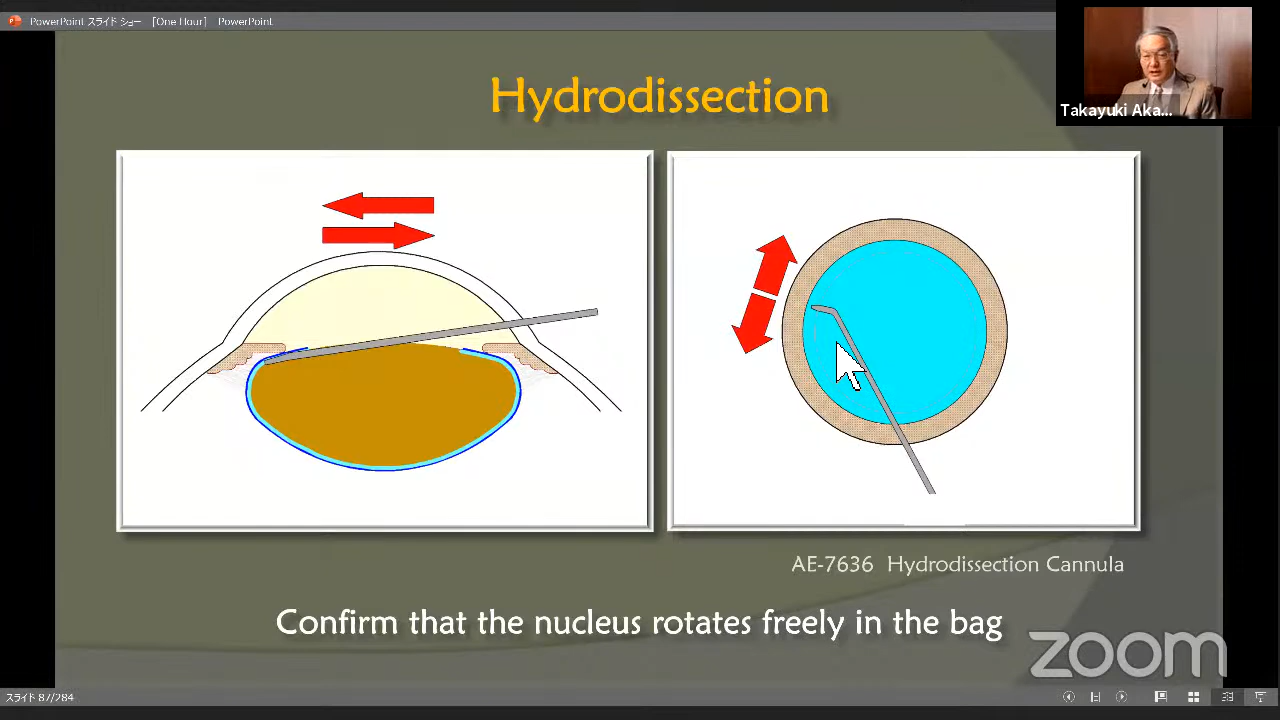 PowerPoint スライド ショー  [One Hour]  PowerPoint
Takayuki Aka...
Hydrodissection
AE-7636  Hydrodissection Cannula
Confirm that the nucleus rotates freely in the bag
zoom
スライド 87/284